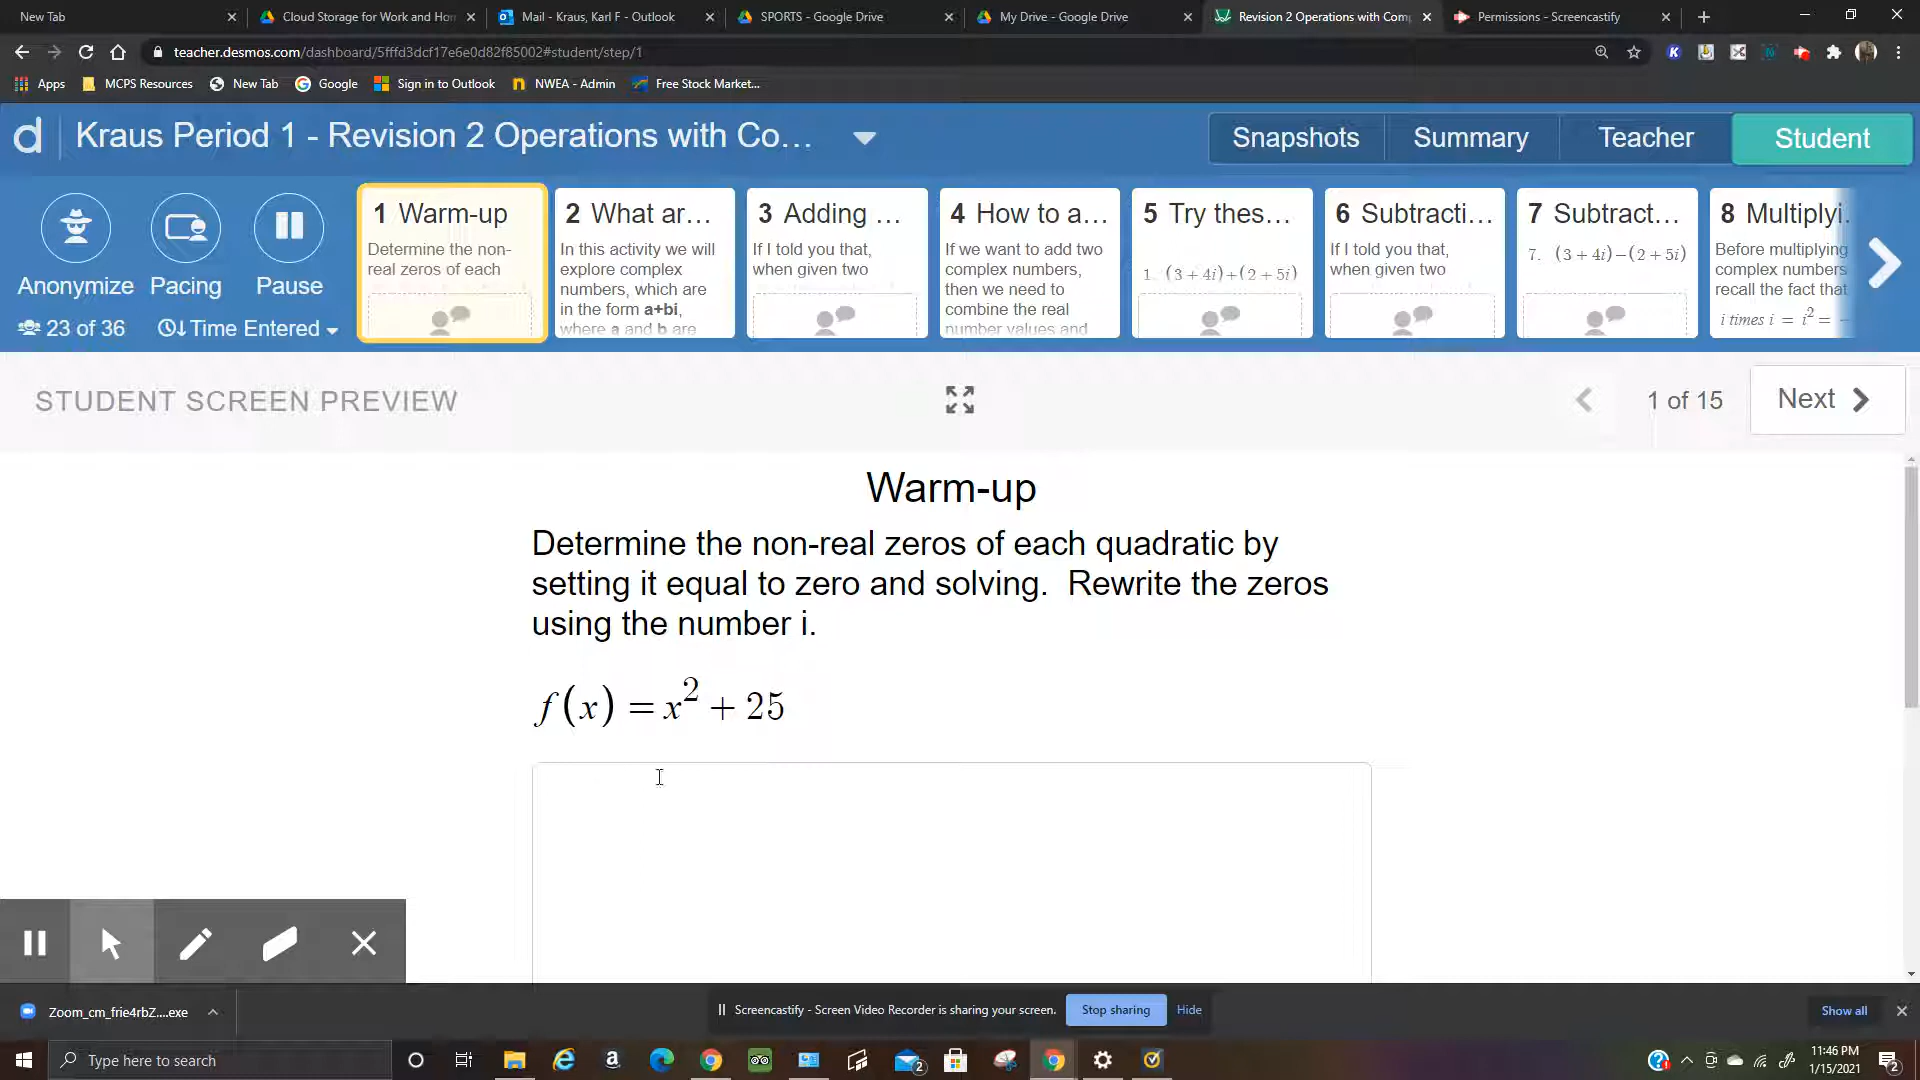 New Tab
Cloud Storage for Work and Hom
Mail - Kraus, Karl F - Outlook
SPORTS - Google Drive
My Drive - Google Drive
Revision 2 Operations with Com
Permissions - Screencastify
teacher.desmos.com/dashboard/5fffd3dcf17e6e0d82f85002#student/step/1
Apps
MCPS Resources
New Tab
Google
Sign in to Outlook
NWEA - Admin
Free Stock Market...
d
Kraus Period 1 - Revision 2 Operations with Co...
Snapshots
Summary
Teacher
Student
Anonymize
Pacing
Pause
23 of 36
Time Entered
1 Warm-up
Determine the non-
real zeros of each
2 What ar...
In this activity we will
explore complex
numbers, which are
in the form a+bi,
where a and b are
3 Adding ...
If I told you that,
when given two
4 How to a...
If we want to add two
complex numbers,
then we need to
combine the real
number values and
5 Try thes...
1. (3 + 4i)+(2 + 5i)
6 Subtracti...
If I told you that,
when given two
7 Subtract...
7. (3 + 4i)−(2 + 5i)
8 Multiplyi.
Before multiplying
complex numbers
recall the fact that
i times i = i² = −
STUDENT SCREEN PREVIEW
1 of 15
Next
Warm-up
Determine the non-real zeros of each quadratic by
setting it equal to zero and solving. Rewrite the zeros
using the number i.
f(x) = x² + 25
Zoom_cm_frie4rbZ....exe
Screencastify - Screen Video Recorder is sharing your screen.
Stop sharing
Hide
Show all
Type here to search
2
11:46 PM
1/15/2021
2